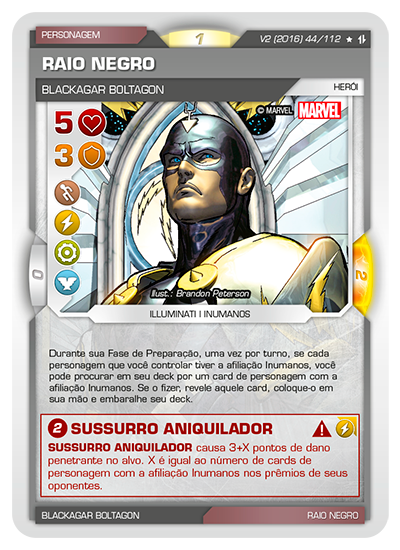 PERSONAGEM
1
V2 (2016) 44/112
RAIO NEGRO
BLACKAGAR BOLTAGON
HERÓI
© MARVEL MARVEL
5
3
0
2
Illust.: Brandon Peterson
ILLUMINATI | INUMANOS
Durante sua Fase de Preparação, uma vez por turno, se cada
personagem que você controlar tiver a afiliação Inumanos, você
pode procurar em seu deck por um card de personagem com a
afiliação Inumanos. Se o fizer, revele aquele card, coloque-o em
sua mão e embaralhe seu deck.
2 SUSSURRO ANIQUILADOR
SUSSURRO ANIQUILADOR causa 3+X pontos de dano
penetrante no alvo. X é igual ao número de cards de
personagem com a afiliação Inumanos nos prêmios de seus
oponentes.
BLACKAGAR BOLTAGON
RAIO NEGRO